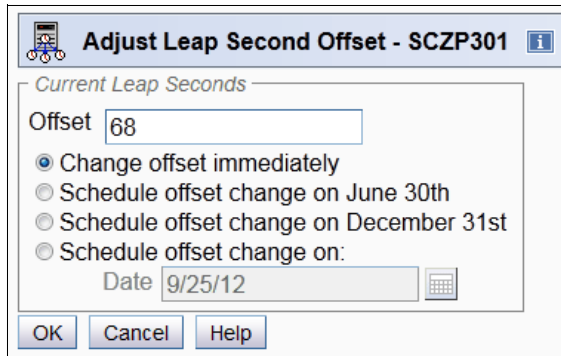 Adjust Leap Second Offset - SCZP301 i
Current Leap Seconds
Offset 68
Change offset immediately
Schedule offset change on June 30th
Schedule offset change on December 31st
Schedule offset change on:
Date 9/25/12
OK Cancel Help